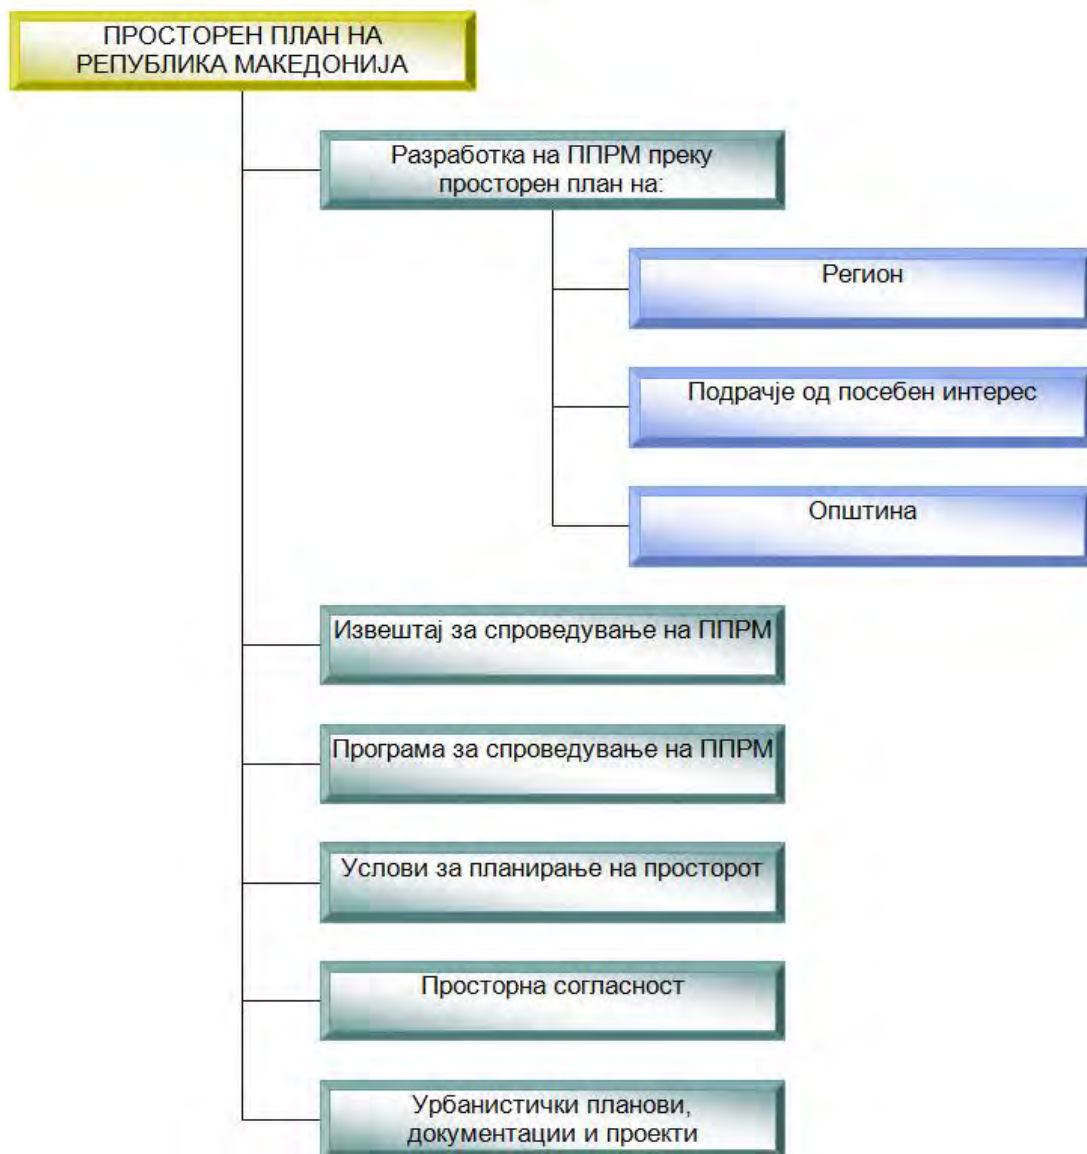 ПРОСТОРЕН ПЛАН НА
РЕПУБЛИКА МАКЕДОНИЈА
Разработка на ППРМ преку
просторен план на:
Регион
Подрачје од посебен интерес
Општина
Извештај за спроведување на ППРМ
Програма за спроведување на ППРМ
Услови за планирање на просторот
Просторна согласност
Урбанистички планови,
документации и проекти